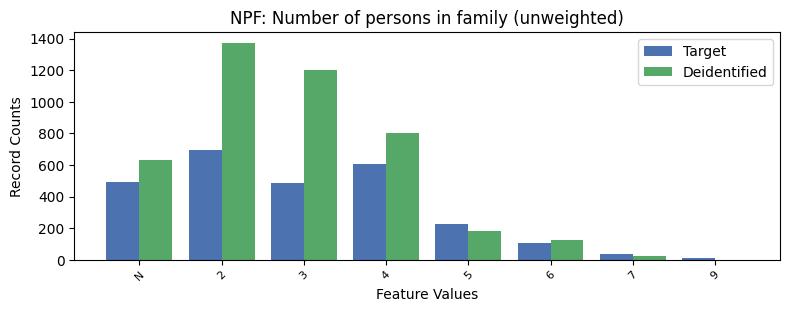 NPF: Number of persons in family (unweighted)
Target
Deidentified
Record Counts
1400
1200
1000
800
600
400
200
0
N
2
3
4
5
6
7
9
Feature Values